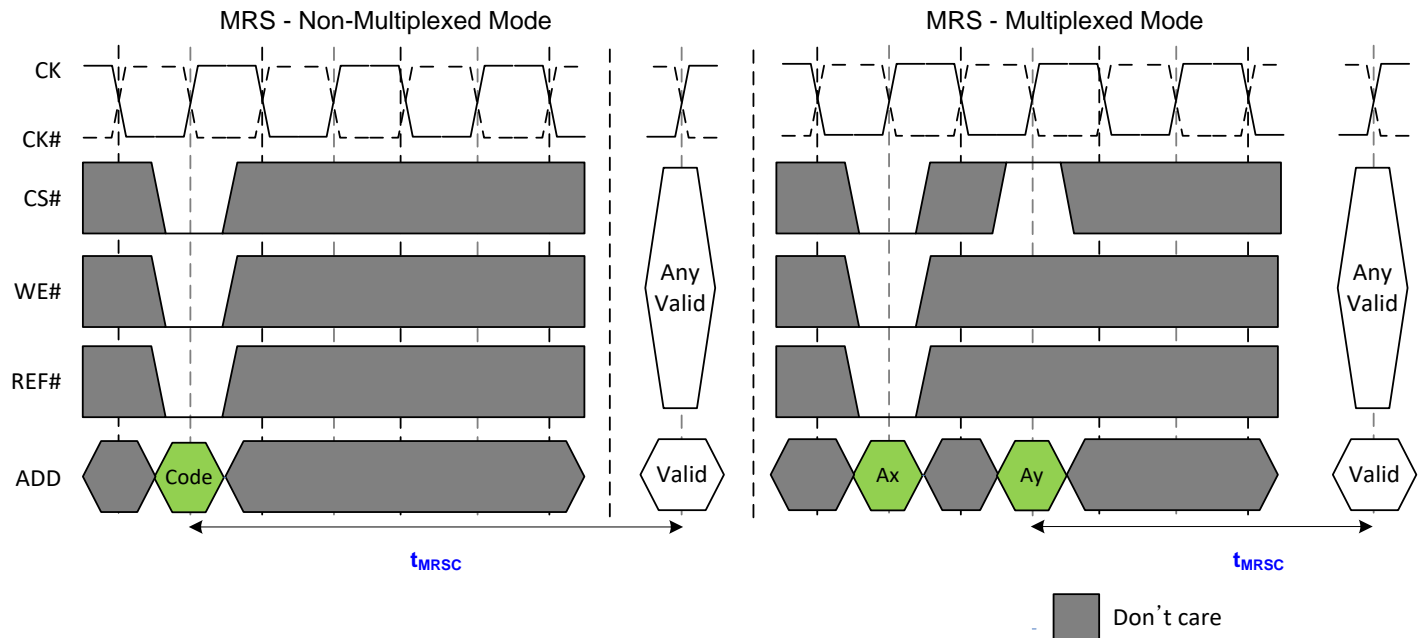 MRS - Non-Multiplexed Mode
MRS - Multiplexed Mode
CK
CK#
CS#
WE#
REF#
ADD
Any
Valid
Code
Valid
tMRSC
Any
Valid
Ax
Ay
Valid
tMRSC
Don't care